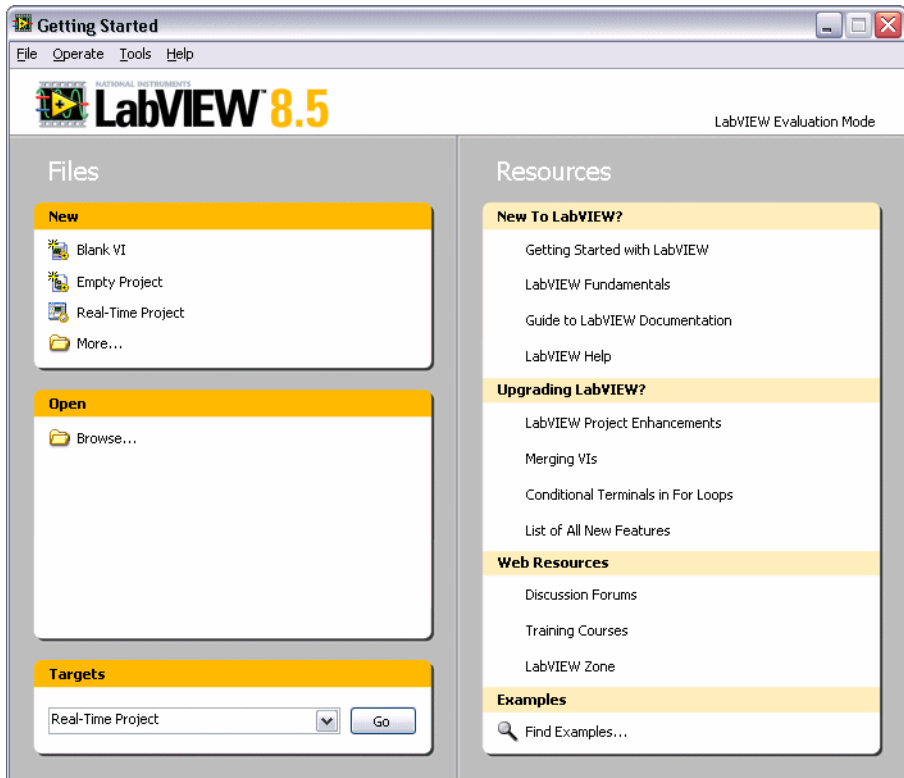 Getting Started
File Operate Tools Help
NATIONAL INSTRUMENTS
LabVIEW™ 8.5
LabVIEW Evaluation Mode
Files
New
Blank VI
Empty Project
Real-Time Project
More...
Open
Browse...
Targets
Real-Time Project
Go
Resources
New To LabVIEW?
Getting Started with LabVIEW
LabVIEW Fundamentals
Guide to LabVIEW Documentation
LabVIEW Help
Upgrading LabVIEW?
LabVIEW Project Enhancements
Merging VIs
Conditional Terminals in For Loops
List of All New Features
Web Resources
Discussion Forums
Training Courses
LabVIEW Zone
Examples
Find Examples...